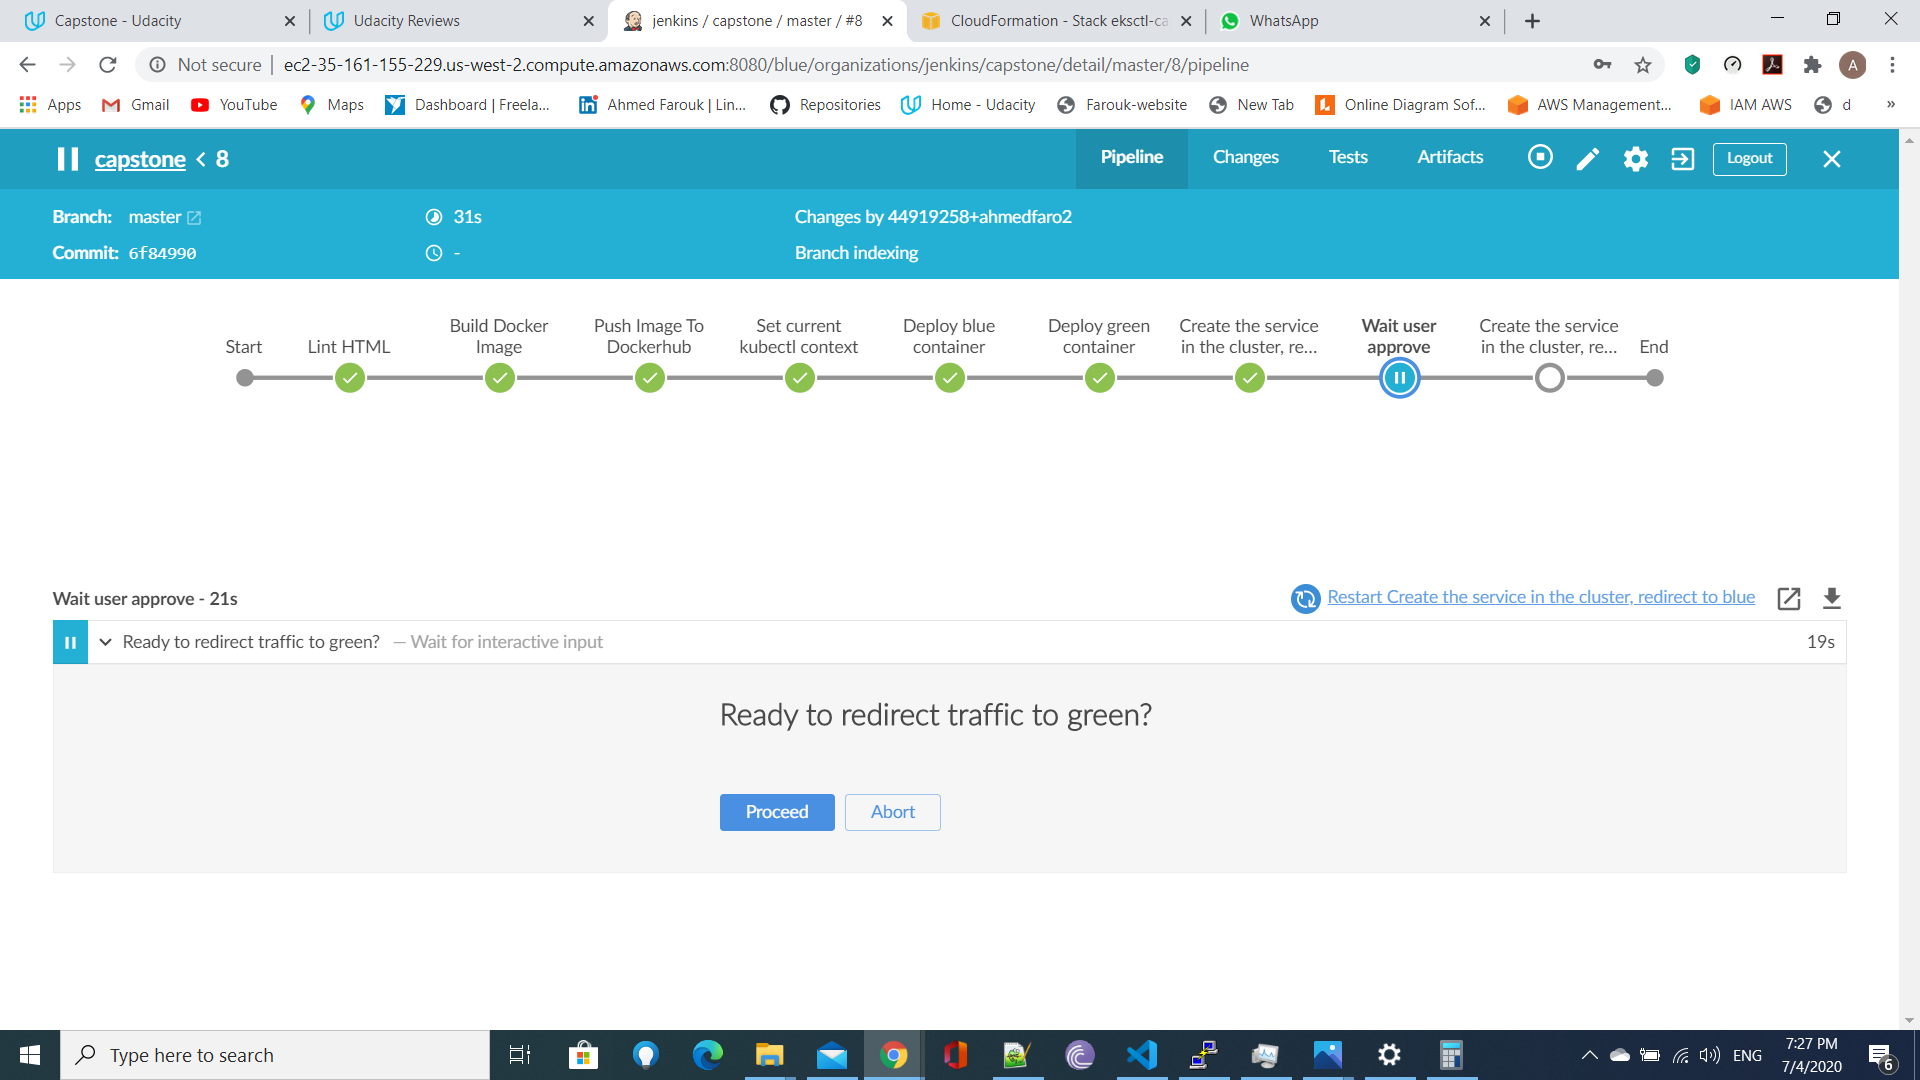 Capstone - Udacity
Udacity Reviews
jenkins / capstone / master / #8
CloudFormation - Stack eksctl-ca
WhatsApp
Not secure
ec2-35-161-155-229.us-west-2.compute.amazonaws.com:8080/blue/organizations/jenkins/capstone/detail/master/8/pipeline
A
Apps
Gmail
YouTube
Maps
Dashboard | Freela...
Ahmed Farouk | Lin...
Repositories
Home - Udacity
Farouk-website
New Tab
Online Diagram Sof...
AWS Management...
IAM AWS
d
»
capstone < 8
Pipeline
Changes
Tests
Artifacts
Logout
Branch: master
31s
Changes by 44919258+ahmedfaro2
Commit: 6f84990
-
Branch indexing
Start
Lint HTML
Build Docker
Image
Push Image To
Dockerhub
Set current
kubectl context
Deploy blue
container
Deploy green
container
Create the service
in the cluster, re...
Wait user
approve
Create the service
in the cluster, re...
End
Wait user approve - 21s
Restart Create the service in the cluster, redirect to blue
Ready to redirect traffic to green? — Wait for interactive input
19s
Ready to redirect traffic to green?
Proceed
Abort
Type here to search
ENG
7:27 PM
7/4/2020
6